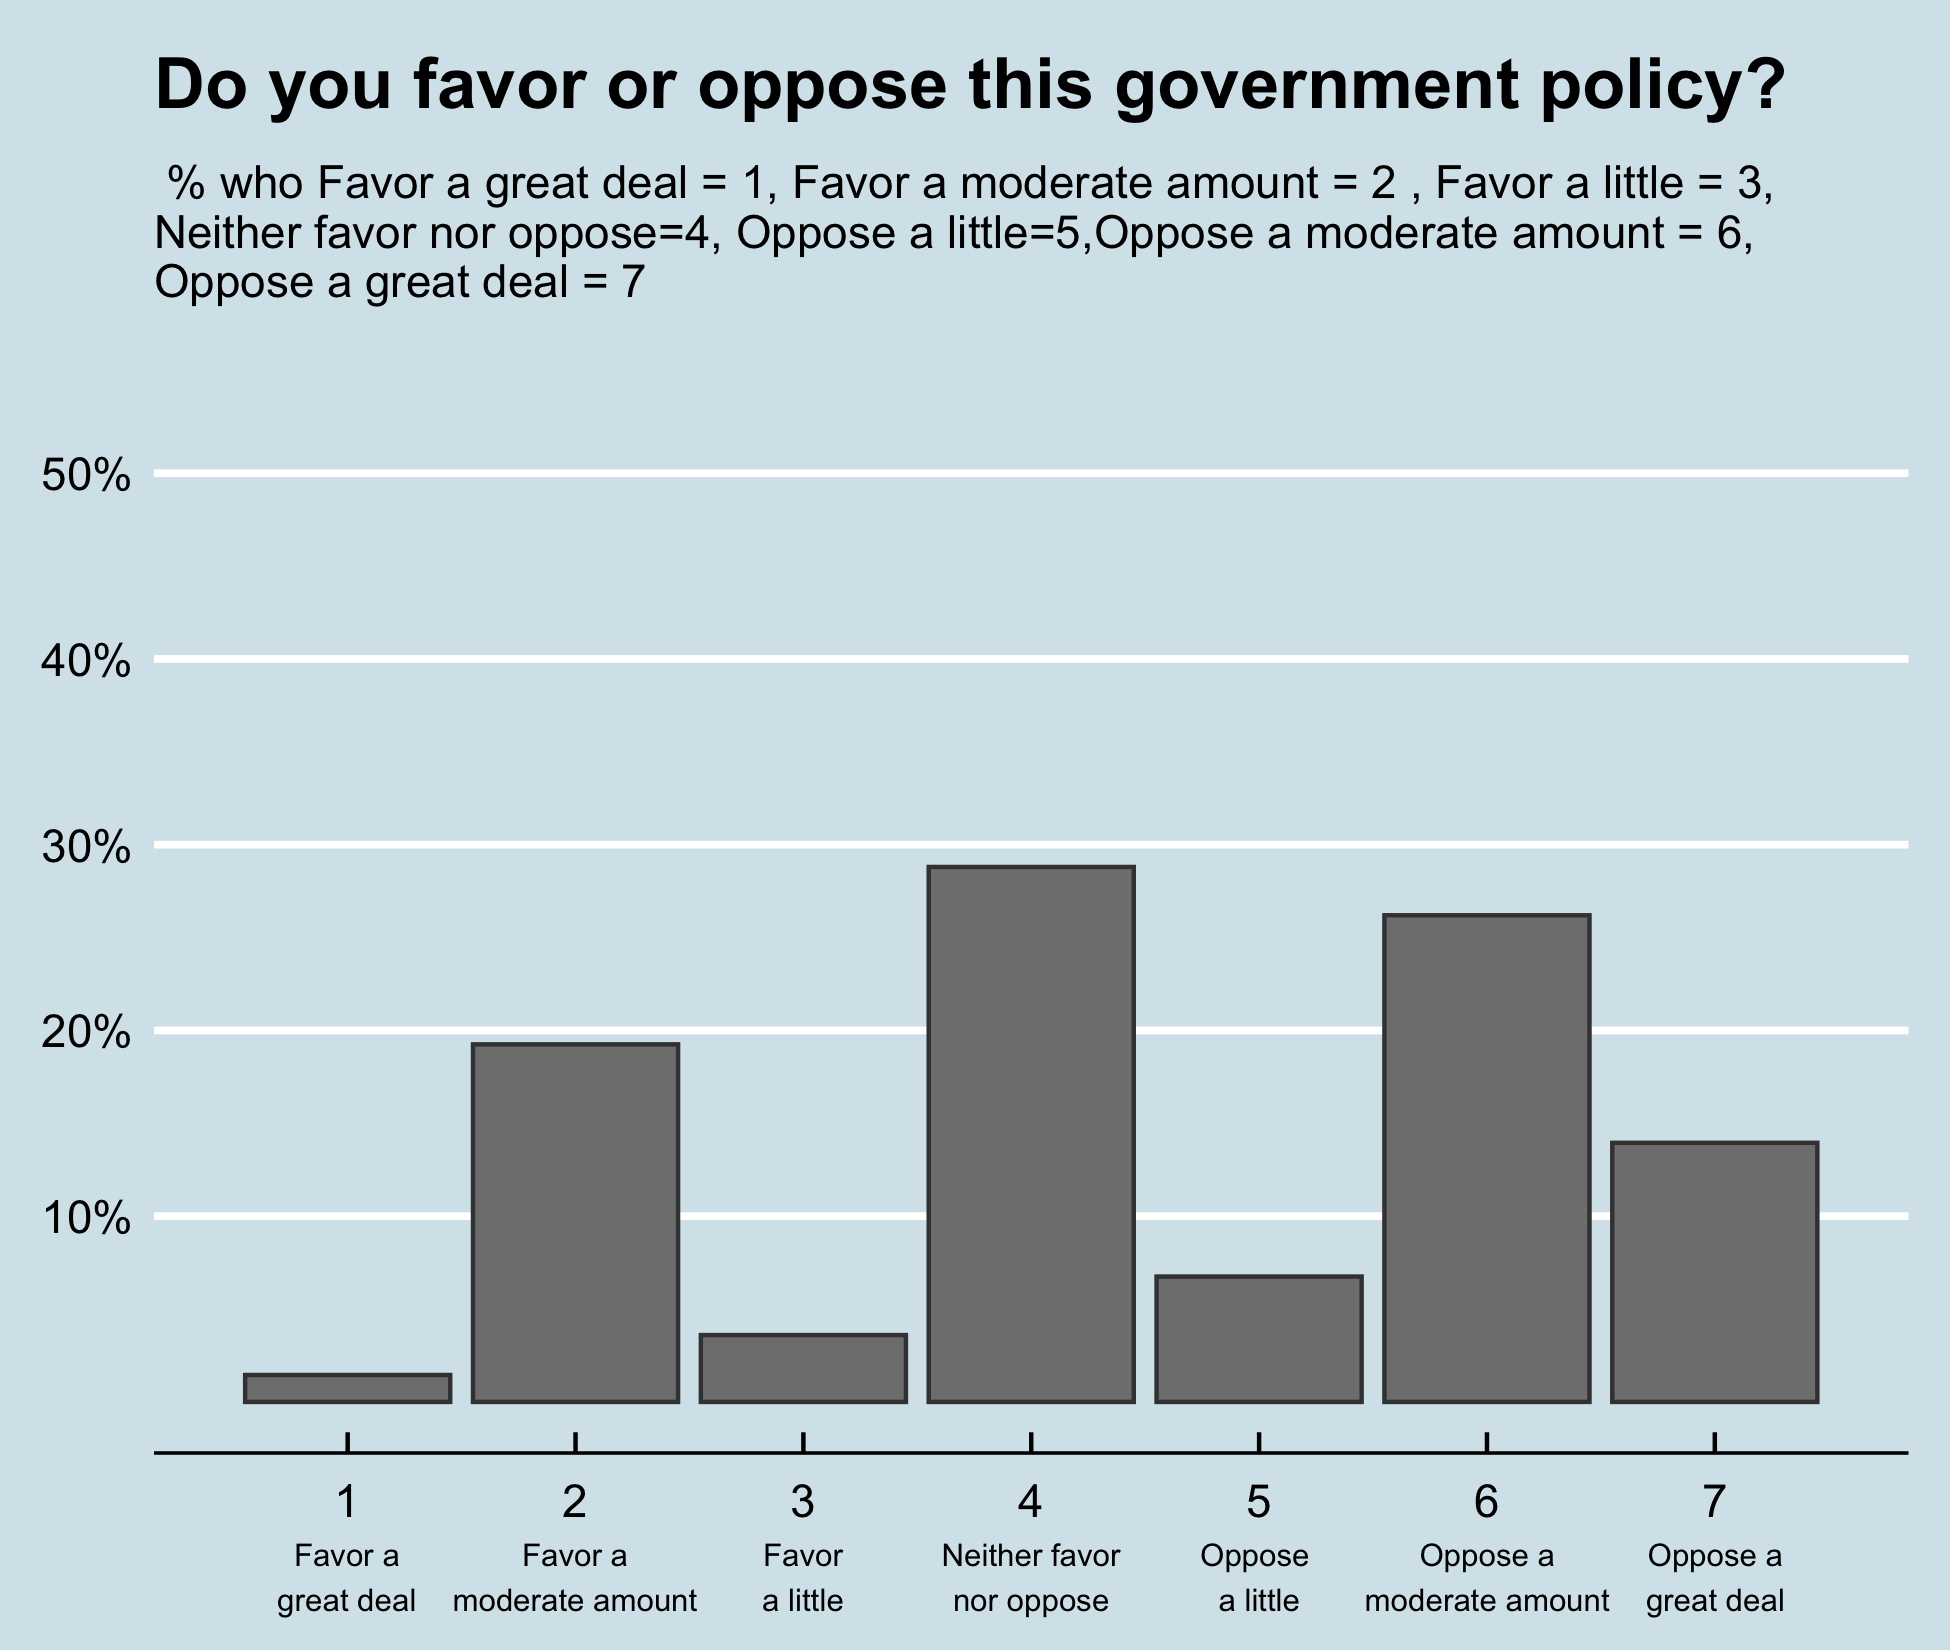 Do you favor or oppose this government policy?
% who Favor a great deal = 1, Favor a moderate amount = 2 , Favor a little = 3,
Neither favor nor oppose=4, Oppose a little=5,Oppose a moderate amount = 6,
Oppose a great deal = 7
50%
40%
30%
20%
10%
1 2 3 4 5 6 7
Favor a Favor a Favor Neither favor Oppose Oppose a Oppose a
great deal moderate amount a little nor oppose a little moderate amount great deal